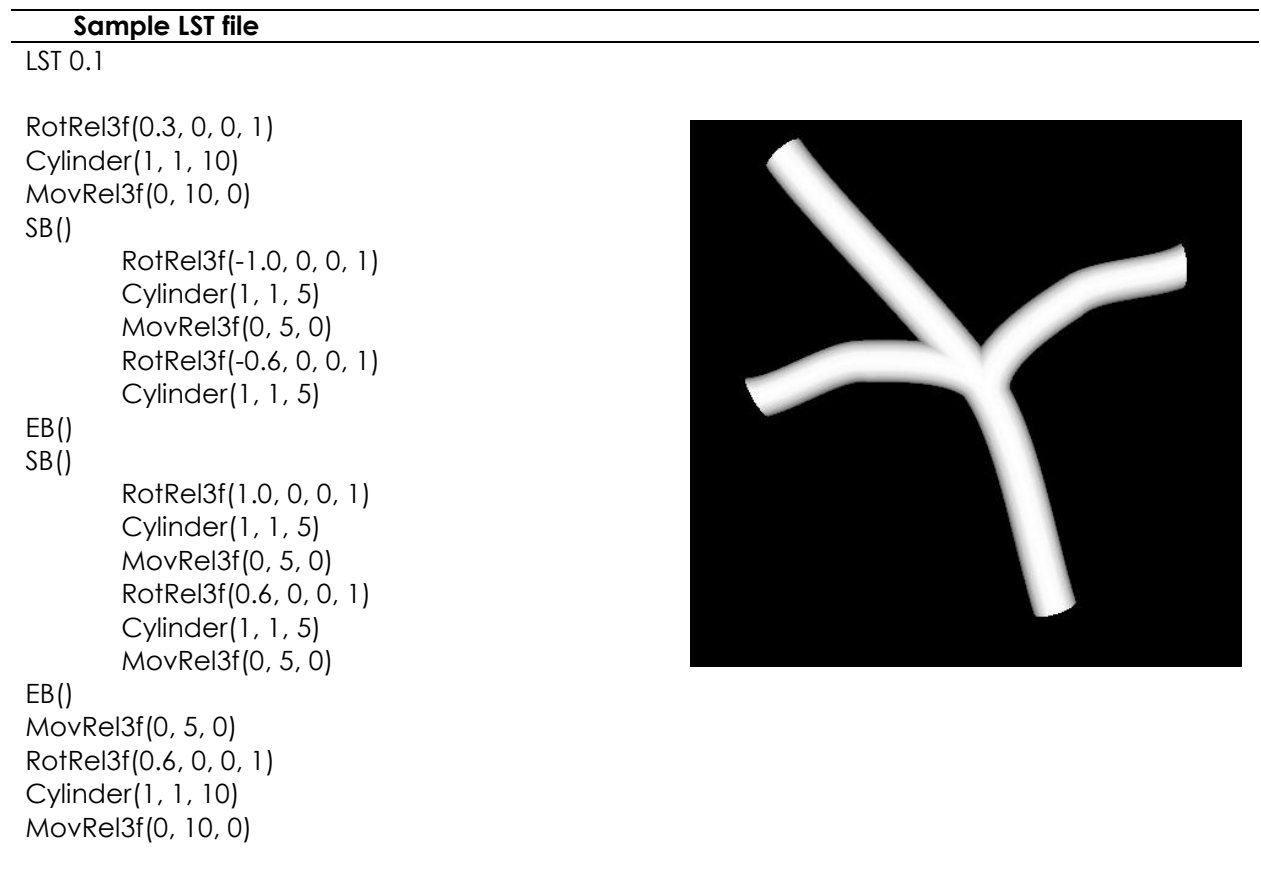 Sample LST file
LST 0.1
RotRel3f(0.3, 0, 0, 1)
Cylinder(1, 1, 10)
MovRel3f(0, 10, 0)
SB()
RotRel3f(-1.0, 0, 0, 1)
Cylinder(1, 1, 5)
MovRel3f(0, 5, 0)
RotRel3f(-0.6, 0, 0, 1)
Cylinder(1, 1, 5)
EB()
SB()
RotRel3f(1.0, 0, 0, 1)
Cylinder(1, 1, 5)
MovRel3f(0, 5, 0)
RotRel3f(0.6, 0, 0, 1)
Cylinder(1, 1, 5)
MovRel3f(0, 5, 0)
EB()
MovRel3f(0, 5, 0)
RotRel3f(0.6, 0, 0, 1)
Cylinder(1, 1, 10)
MovRel3f(0, 10, 0)